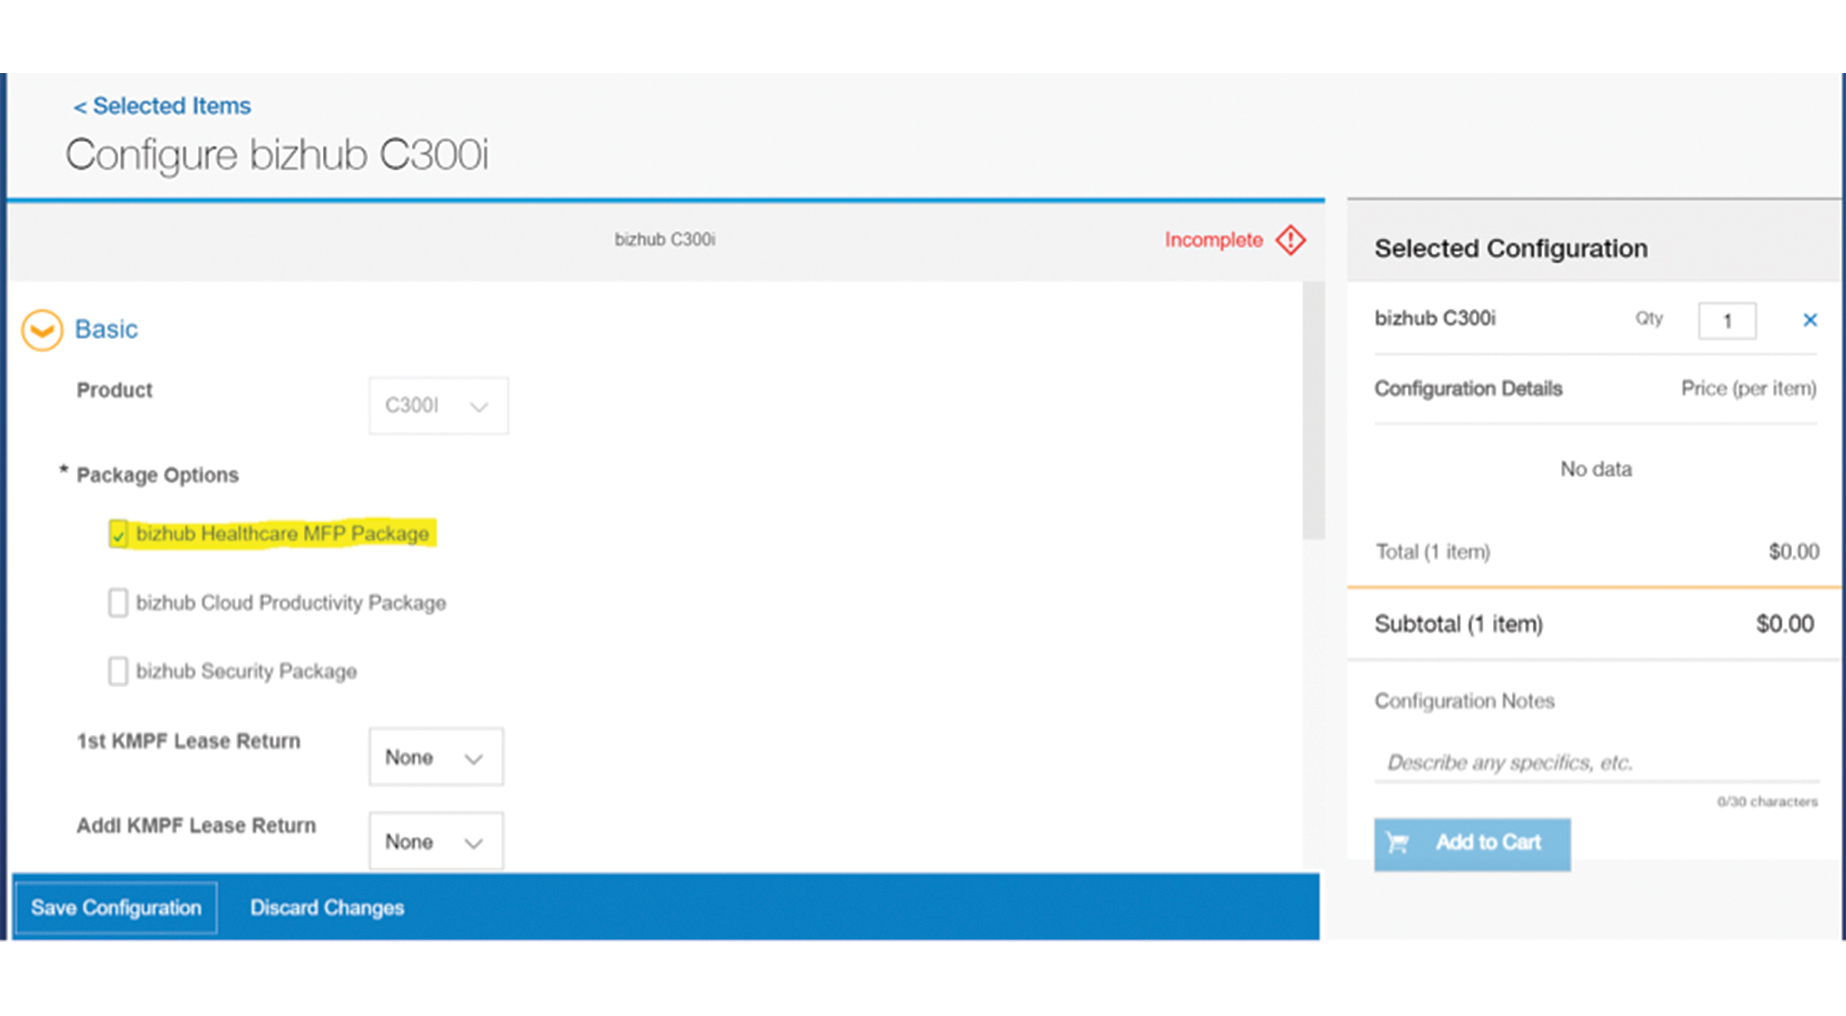 < Selected Items
Configure bizhub C300i
bizhub C300i
Incomplete
Basic
Product
C300I
* Package Options
bizhub Healthcare MFP Package
bizhub Cloud Productivity Package
bizhub Security Package
1st KMPF Lease Return
None
Addl KMPF Lease Return
None
Save Configuration
Discard Changes
Selected Configuration
bizhub C300i Qty 1 ×
Configuration Details Price (per item)
No data
Total (1 item) $0.00
Subtotal (1 item) $0.00
Configuration Notes
Describe any specifics, etc.
0/30 characters
Add to Cart